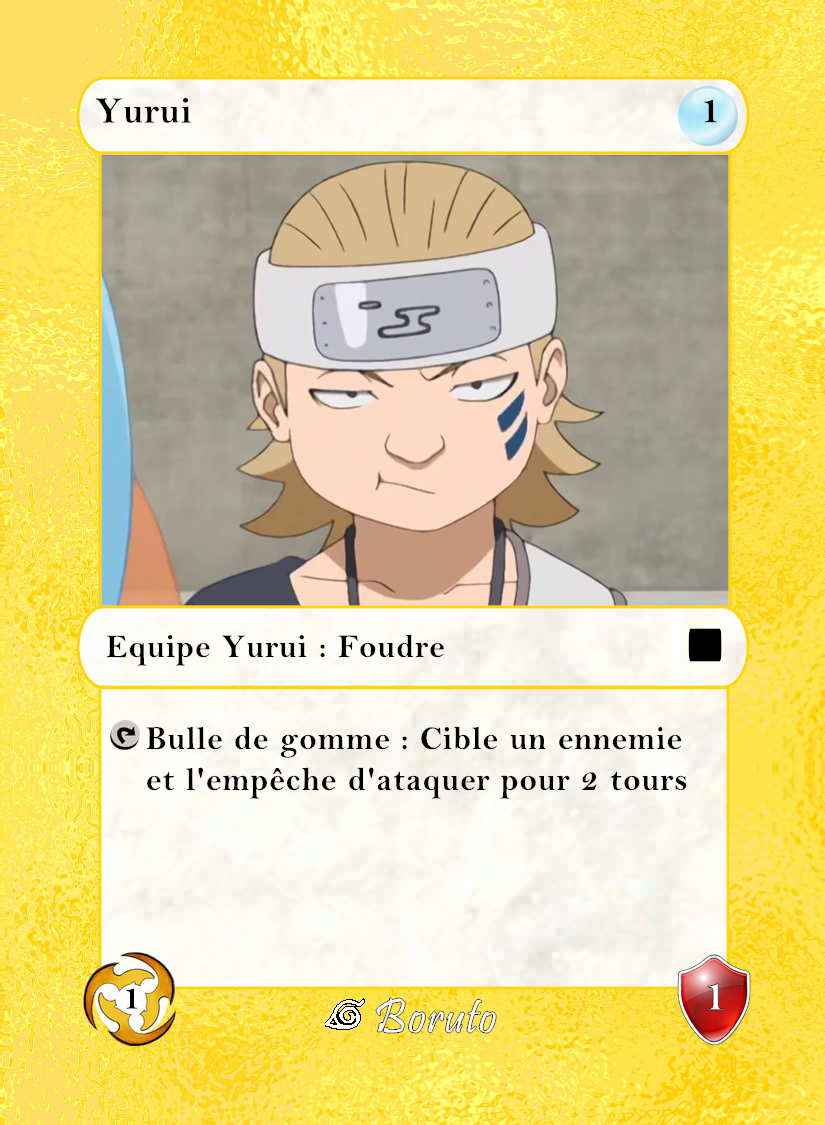 Yurui
1
Equipe Yurui : Foudre
Bulle de gomme : Cible un ennemie
et l'empêche d'ataquer pour 2 tours
1
Boruto
1